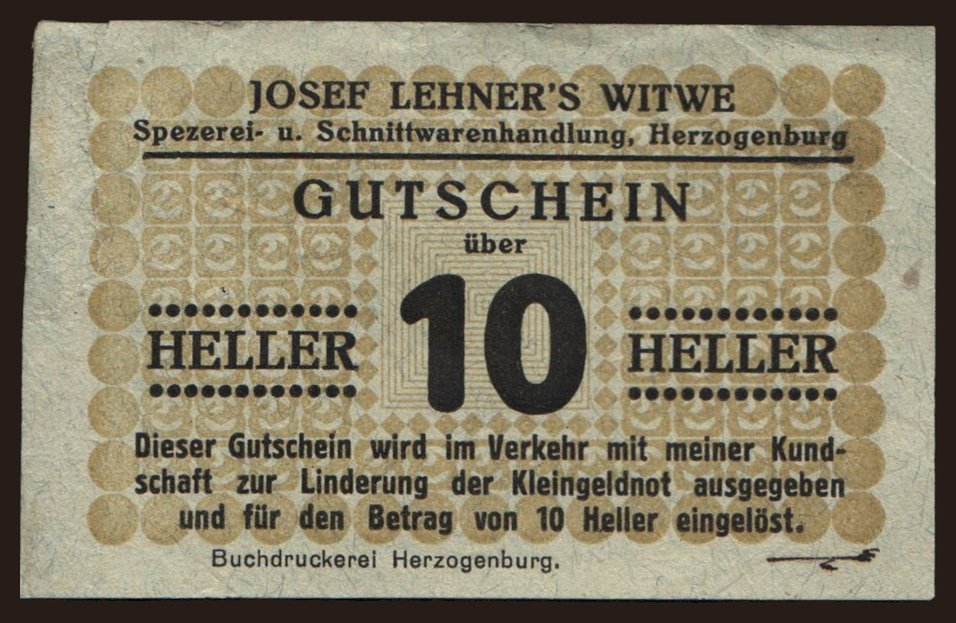 JOSEF LEHNER'S WITWE
Spezerei- u. Schnittwarenhandlung, Herzogenburg
GUTSCHEIN
über
HELLER 10 HELLER
Dieser Gutschein wird im Verkehr mit meiner Kund-
schaft zur Linderung der Kleingeldnot ausgegeben
und für den Betrag von 10 Heller eingelöst.
Buchdruckerei Herzogenburg.